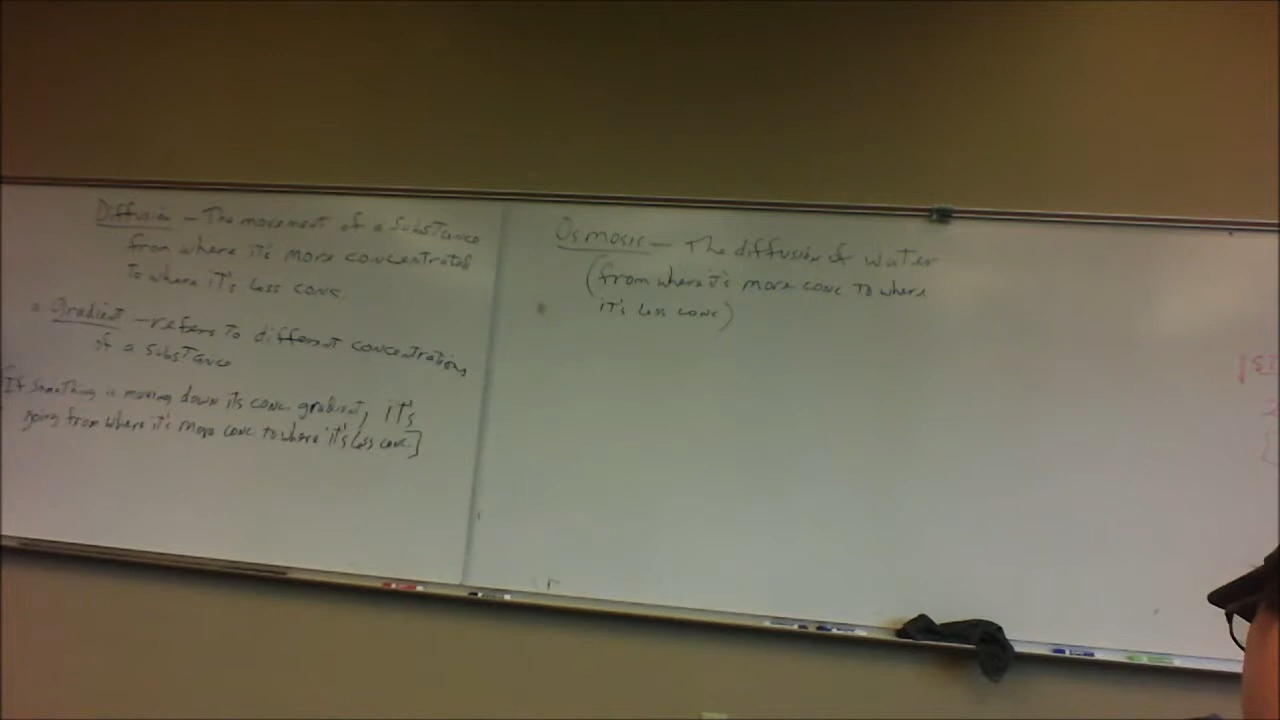 Diffusion - The movement of a substance
from where it's more concentrated
to where it's less conc.
Gradient - refers to different concentrations
of a substance
If something is moving down its conc. gradient, it's
going from where it's more conc to where it's less conc.]
Osmosis - The diffusion of water
(from where it's more conc to where
it's less conc)